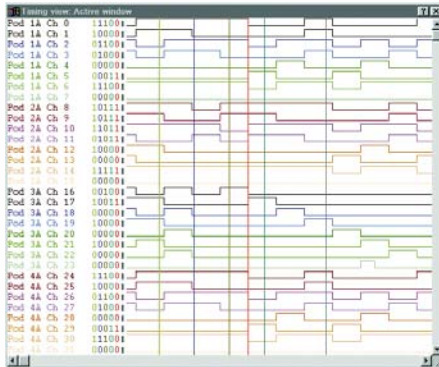 Timing view: Active window
Pod 1A Ch 0 11100
Pod 1A Ch 1 10000
Pod 1A Ch 2 01100
Pod 1A Ch 3 01000
Pod 1A Ch 4 00000
Pod 1A Ch 5 00011
Pod 1A Ch 6 11100
Pod 1A Ch 7 00000
Pod 2A Ch 8 10111
Pod 2A Ch 9 10111
Pod 2A Ch 10 11011
Pod 2A Ch 11 01011
Pod 2A Ch 12 10000
Pod 2A Ch 13 00000
Pod 2A Ch 14 11111
Pod 3A Ch 16 00100
Pod 3A Ch 17 10011
Pod 3A Ch 18 00001
Pod 3A Ch 19 10000
Pod 3A Ch 20 00000
Pod 3A Ch 21 00001
Pod 3A Ch 22 00001
Pod 3A Ch 23 00000
Pod 4A Ch 24 11100
Pod 4A Ch 25 10000
Pod 4A Ch 26 01100
Pod 4A Ch 27 01000
Pod 4A Ch 28 00000
Pod 4A Ch 29 00011
Pod 4A Ch 30 11100